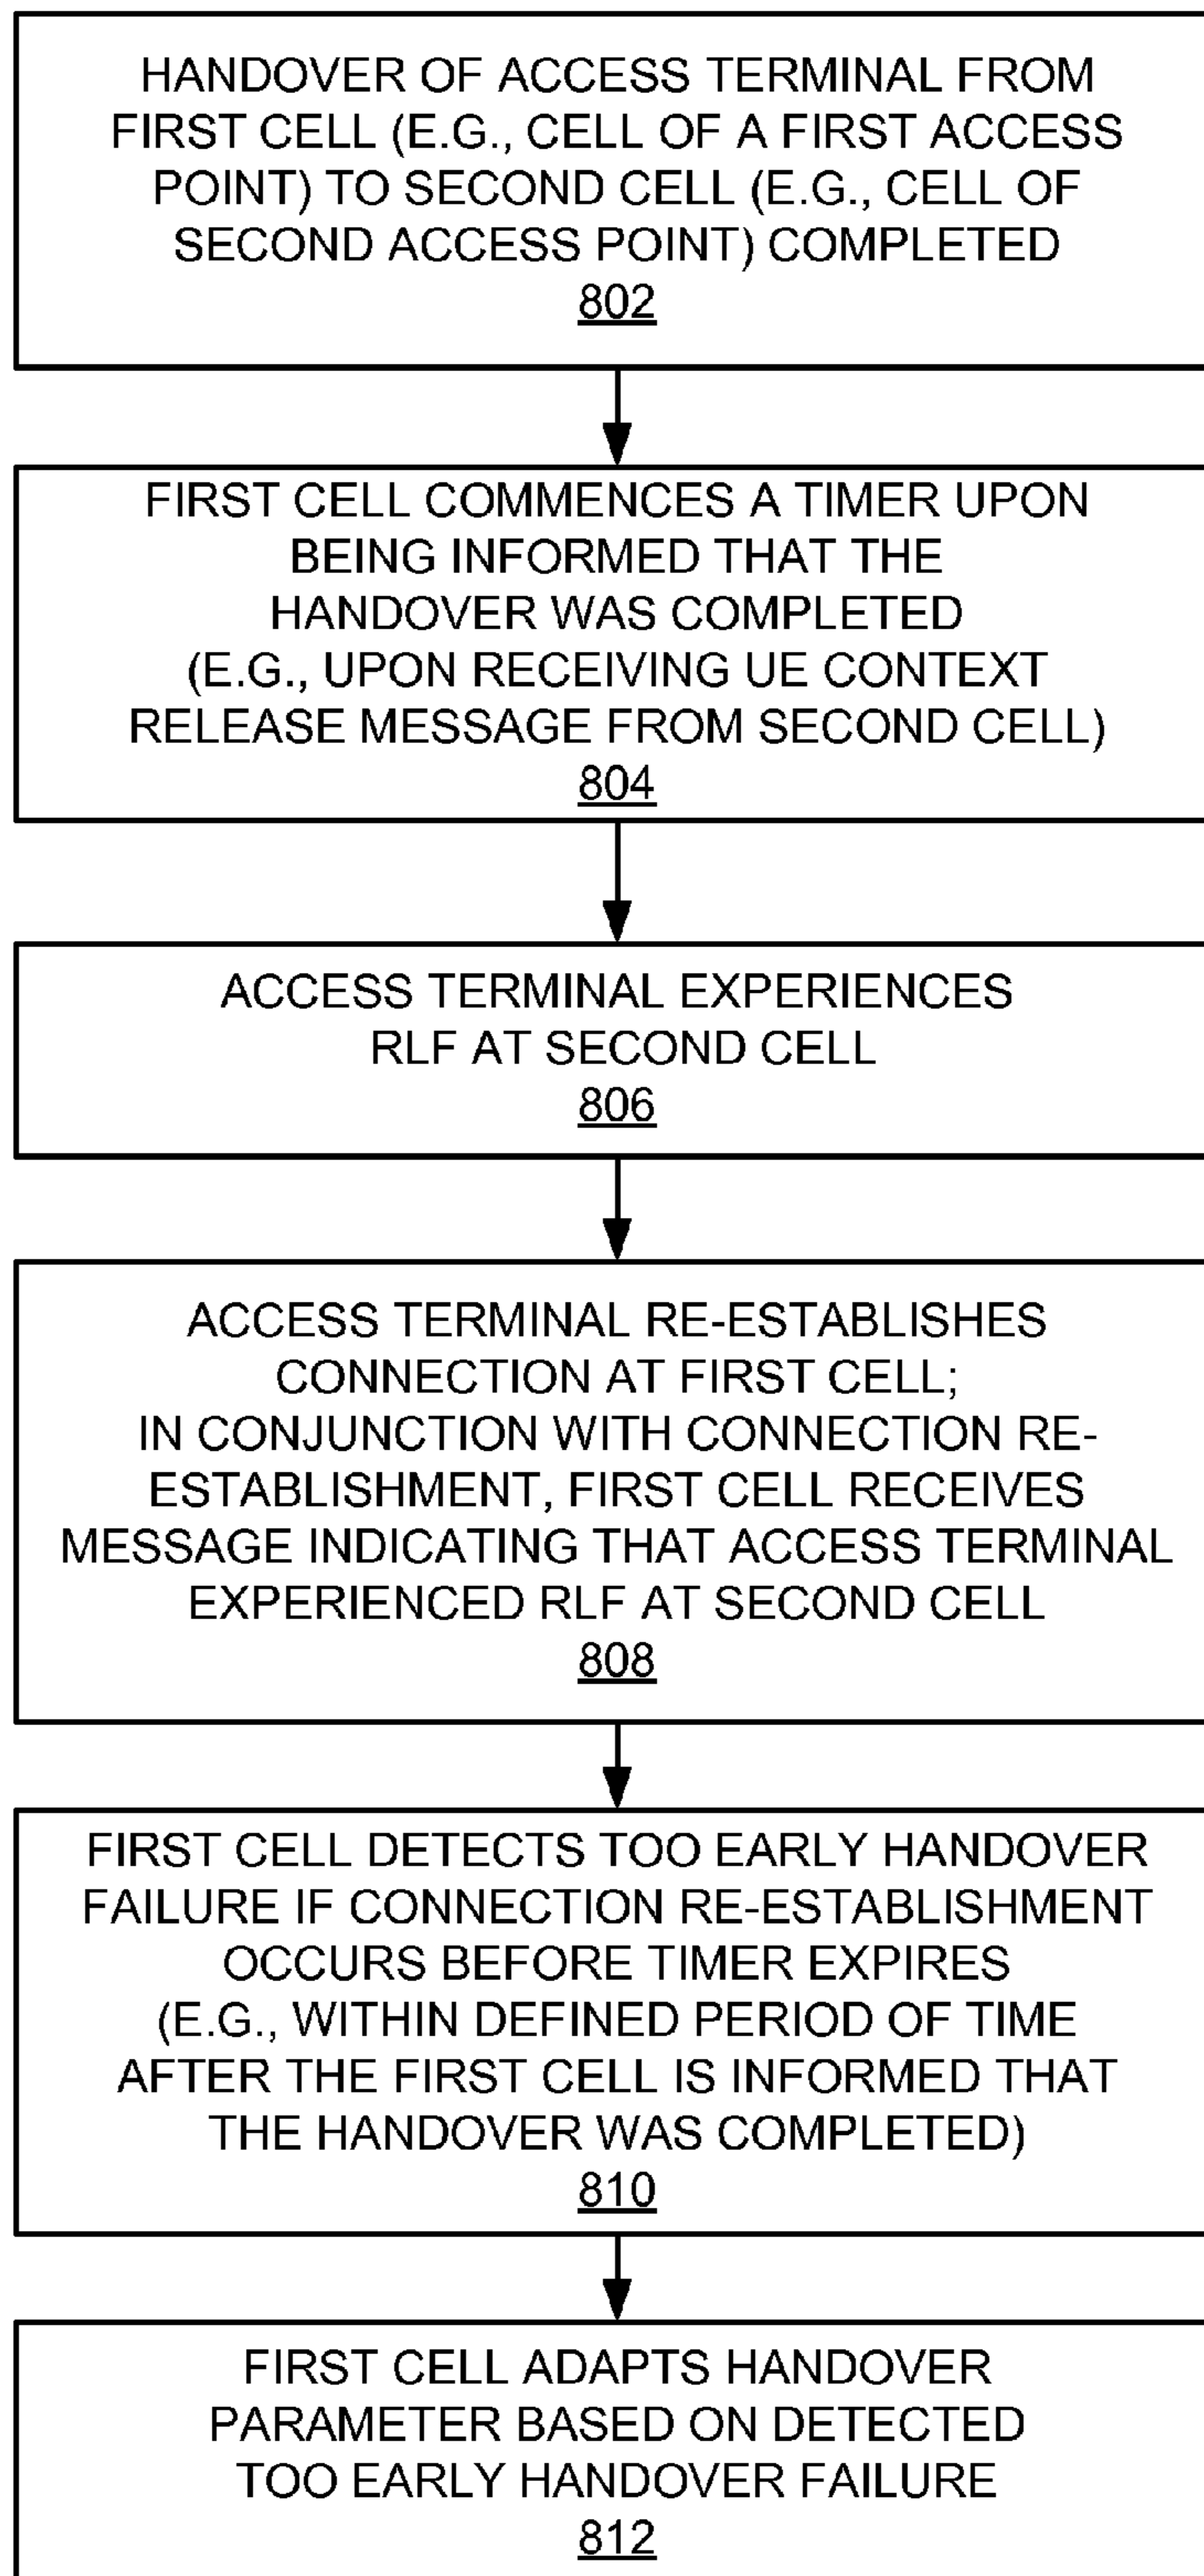 HANDOVER OF ACCESS TERMINAL FROM
FIRST CELL (E.G., CELL OF A FIRST ACCESS
POINT) TO SECOND CELL (E.G., CELL OF
SECOND ACCESS POINT) COMPLETED
802
FIRST CELL COMMENCES A TIMER UPON
BEING INFORMED THAT THE
HANDOVER WAS COMPLETED
(E.G., UPON RECEIVING UE CONTEXT
RELEASE MESSAGE FROM SECOND CELL)
804
ACCESS TERMINAL EXPERIENCES
RLF AT SECOND CELL
806
ACCESS TERMINAL RE-ESTABLISHES
CONNECTION AT FIRST CELL;
IN CONJUNCTION WITH CONNECTION RE-
ESTABLISHMENT, FIRST CELL RECEIVES
MESSAGE INDICATING THAT ACCESS TERMINAL
EXPERIENCED RLF AT SECOND CELL
808
FIRST CELL DETECTS TOO EARLY HANDOVER
FAILURE IF CONNECTION RE-ESTABLISHMENT
OCCURS BEFORE TIMER EXPIRES
(E.G., WITHIN DEFINED PERIOD OF TIME
AFTER THE FIRST CELL IS INFORMED THAT
THE HANDOVER WAS COMPLETED)
810
FIRST CELL ADAPTS HANDOVER
PARAMETER BASED ON DETECTED
TOO EARLY HANDOVER FAILURE
812